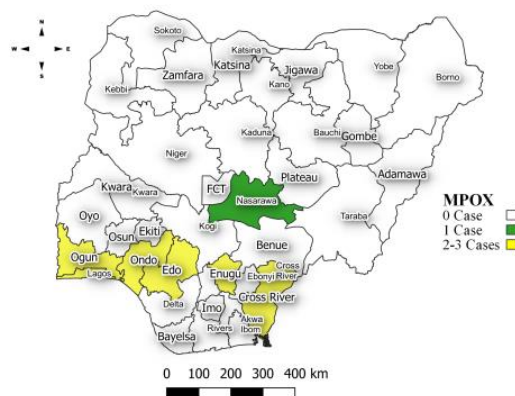 N
W E
S
Sokoto
Katsina
Katsina
Zamfara
Jigawa
Kano
Kebbi
Yobe
Borno
Kaduna
Bauchi
Gombe
Niger
Adamawa
Plateau
FCT
Nasarawa
Kwara
Kwara
Taraba
Oyo
Kogi
Ekiti
Osun
Benue
Ogun
Lagos
Ondo
Edo
Enugu
Ebonyi
Cross
River
Cross River
Delta
Imo
Akwa
Ibom
Rivers
Bayelsa
MPOX
0 Case
1 Case
2-3 Cases
0 100 200 300 400 km